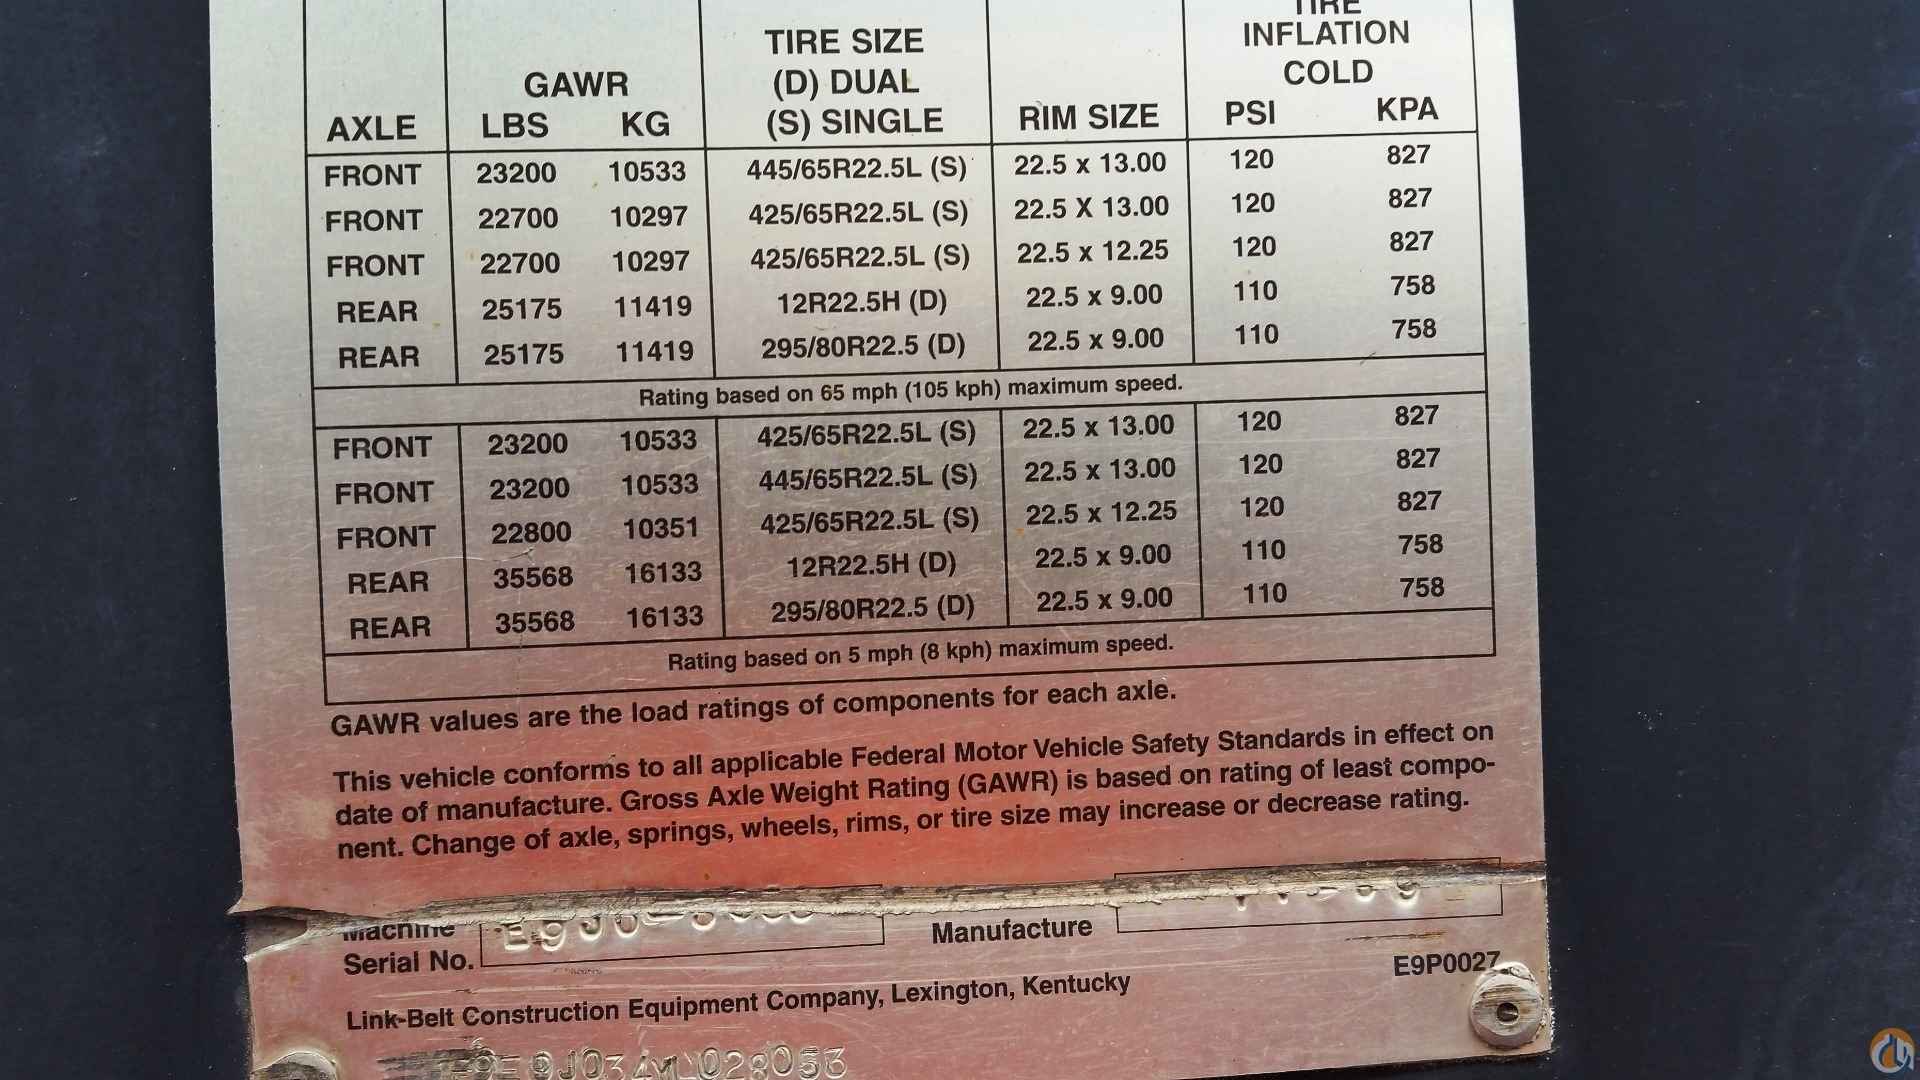 TIRE
TIRE SIZE INFLATION
GAWR (D) DUAL COLD
AXLE LBS KG (S) SINGLE RIM SIZE PSI KPA
FRONT 23200 10533 445/65R22.5L (S) 22.5 x 13.00 120 827
FRONT 22700 10297 425/65R22.5L (S) 22.5 X 13.00 120 827
FRONT 22700 10297 425/65R22.5L (S) 22.5 x 12.25 120 827
REAR 25175 11419 12R22.5H (D) 22.5 x 9.00 110 758
REAR 25175 11419 295/80R22.5 (D) 22.5 x 9.00 110 758
Rating based on 65 mph (105 kph) maximum speed.
FRONT 23200 10533 425/65R22.5L (S) 22.5 x 13.00 120 827
FRONT 23200 10533 445/65R22.5L (S) 22.5 x 13.00 120 827
FRONT 22800 10351 425/65R22.5L (S) 22.5 x 12.25 120 827
REAR 35568 16133 12R22.5H (D) 22.5 x 9.00 110 758
REAR 35568 16133 295/80R22.5 (D) 22.5 x 9.00 110 758
Rating based on 5 mph (8 kph) maximum speed.
GAWR values are the load ratings of components for each axle.
This vehicle conforms to all applicable Federal Motor Vehicle Safety Standards in effect on
date of manufacture. Gross Axle Weight Rating (GAWR) is based on rating of least compo-
nent. Change of axle, springs, wheels, rims, or tire size may increase or decrease rating.
Machine Manufacture
Serial No.
E9P0027
Link-Belt Construction Equipment Company, Lexington, Kentucky